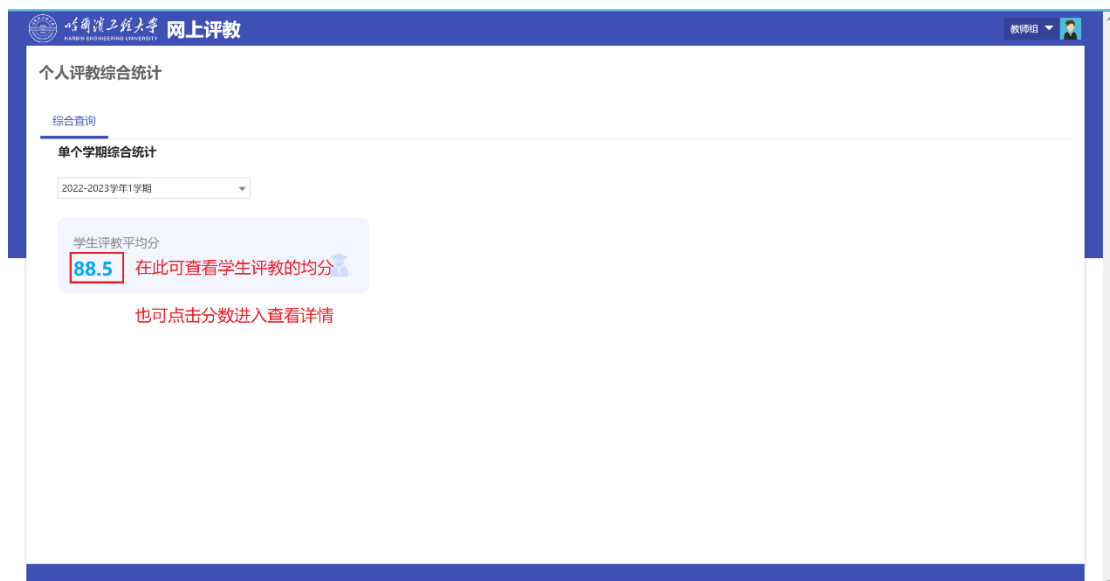 哈尔滨工程大学 网上评教
HARBIN ENGINEERING UNIVERSITY
教师组
个人评教综合统计
综合查询
单个学期综合统计
2022-2023学年1学期
学生评教平均分
88.5 在此可查看学生评教的均分
也可点击分数进入查看详情